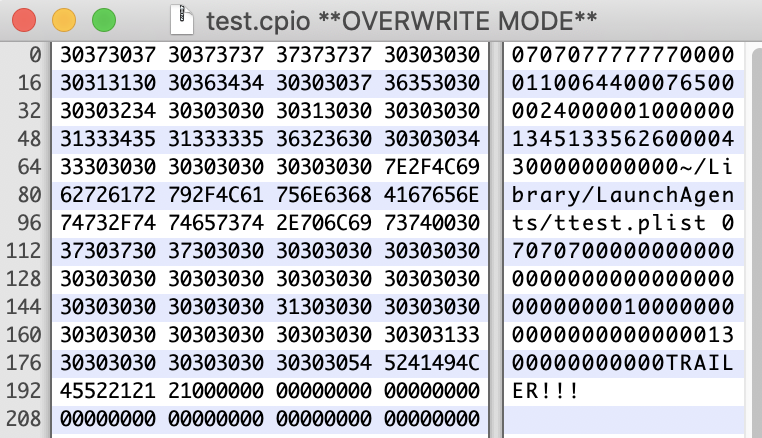 test.cpio **OVERWRITE MODE**
0 30373037 30373737 37373737 30303030 0707077777770000
16 30313130 30363434 30303037 36353030 0110064400076500
32 30303234 30303030 30313030 30303030 0024000001000000
48 31333435 31333335 36323630 30303034 1345133562600004
64 33303030 30303030 30303030 7E2F4C69 300000000000~/Li
80 62726172 792F4C61 756E6368 4167656E brary/LaunchAgen
96 74732F74 74657374 2E706C69 73740030 ts/ttest.plist 0
112 37303730 37303030 30303030 30303030 7070700000000000
128 30303030 30303030 30303030 30303030 0000000000000000
144 30303030 30303030 31303030 30303030 0000000010000000
160 30303030 30303030 30303030 30303133 0000000000000013
176 30303030 30303030 30303054 5241494C 00000000000TRAIL
192 45522121 21000000 00000000 00000000 ER!!!
208 00000000 00000000 00000000 00000000